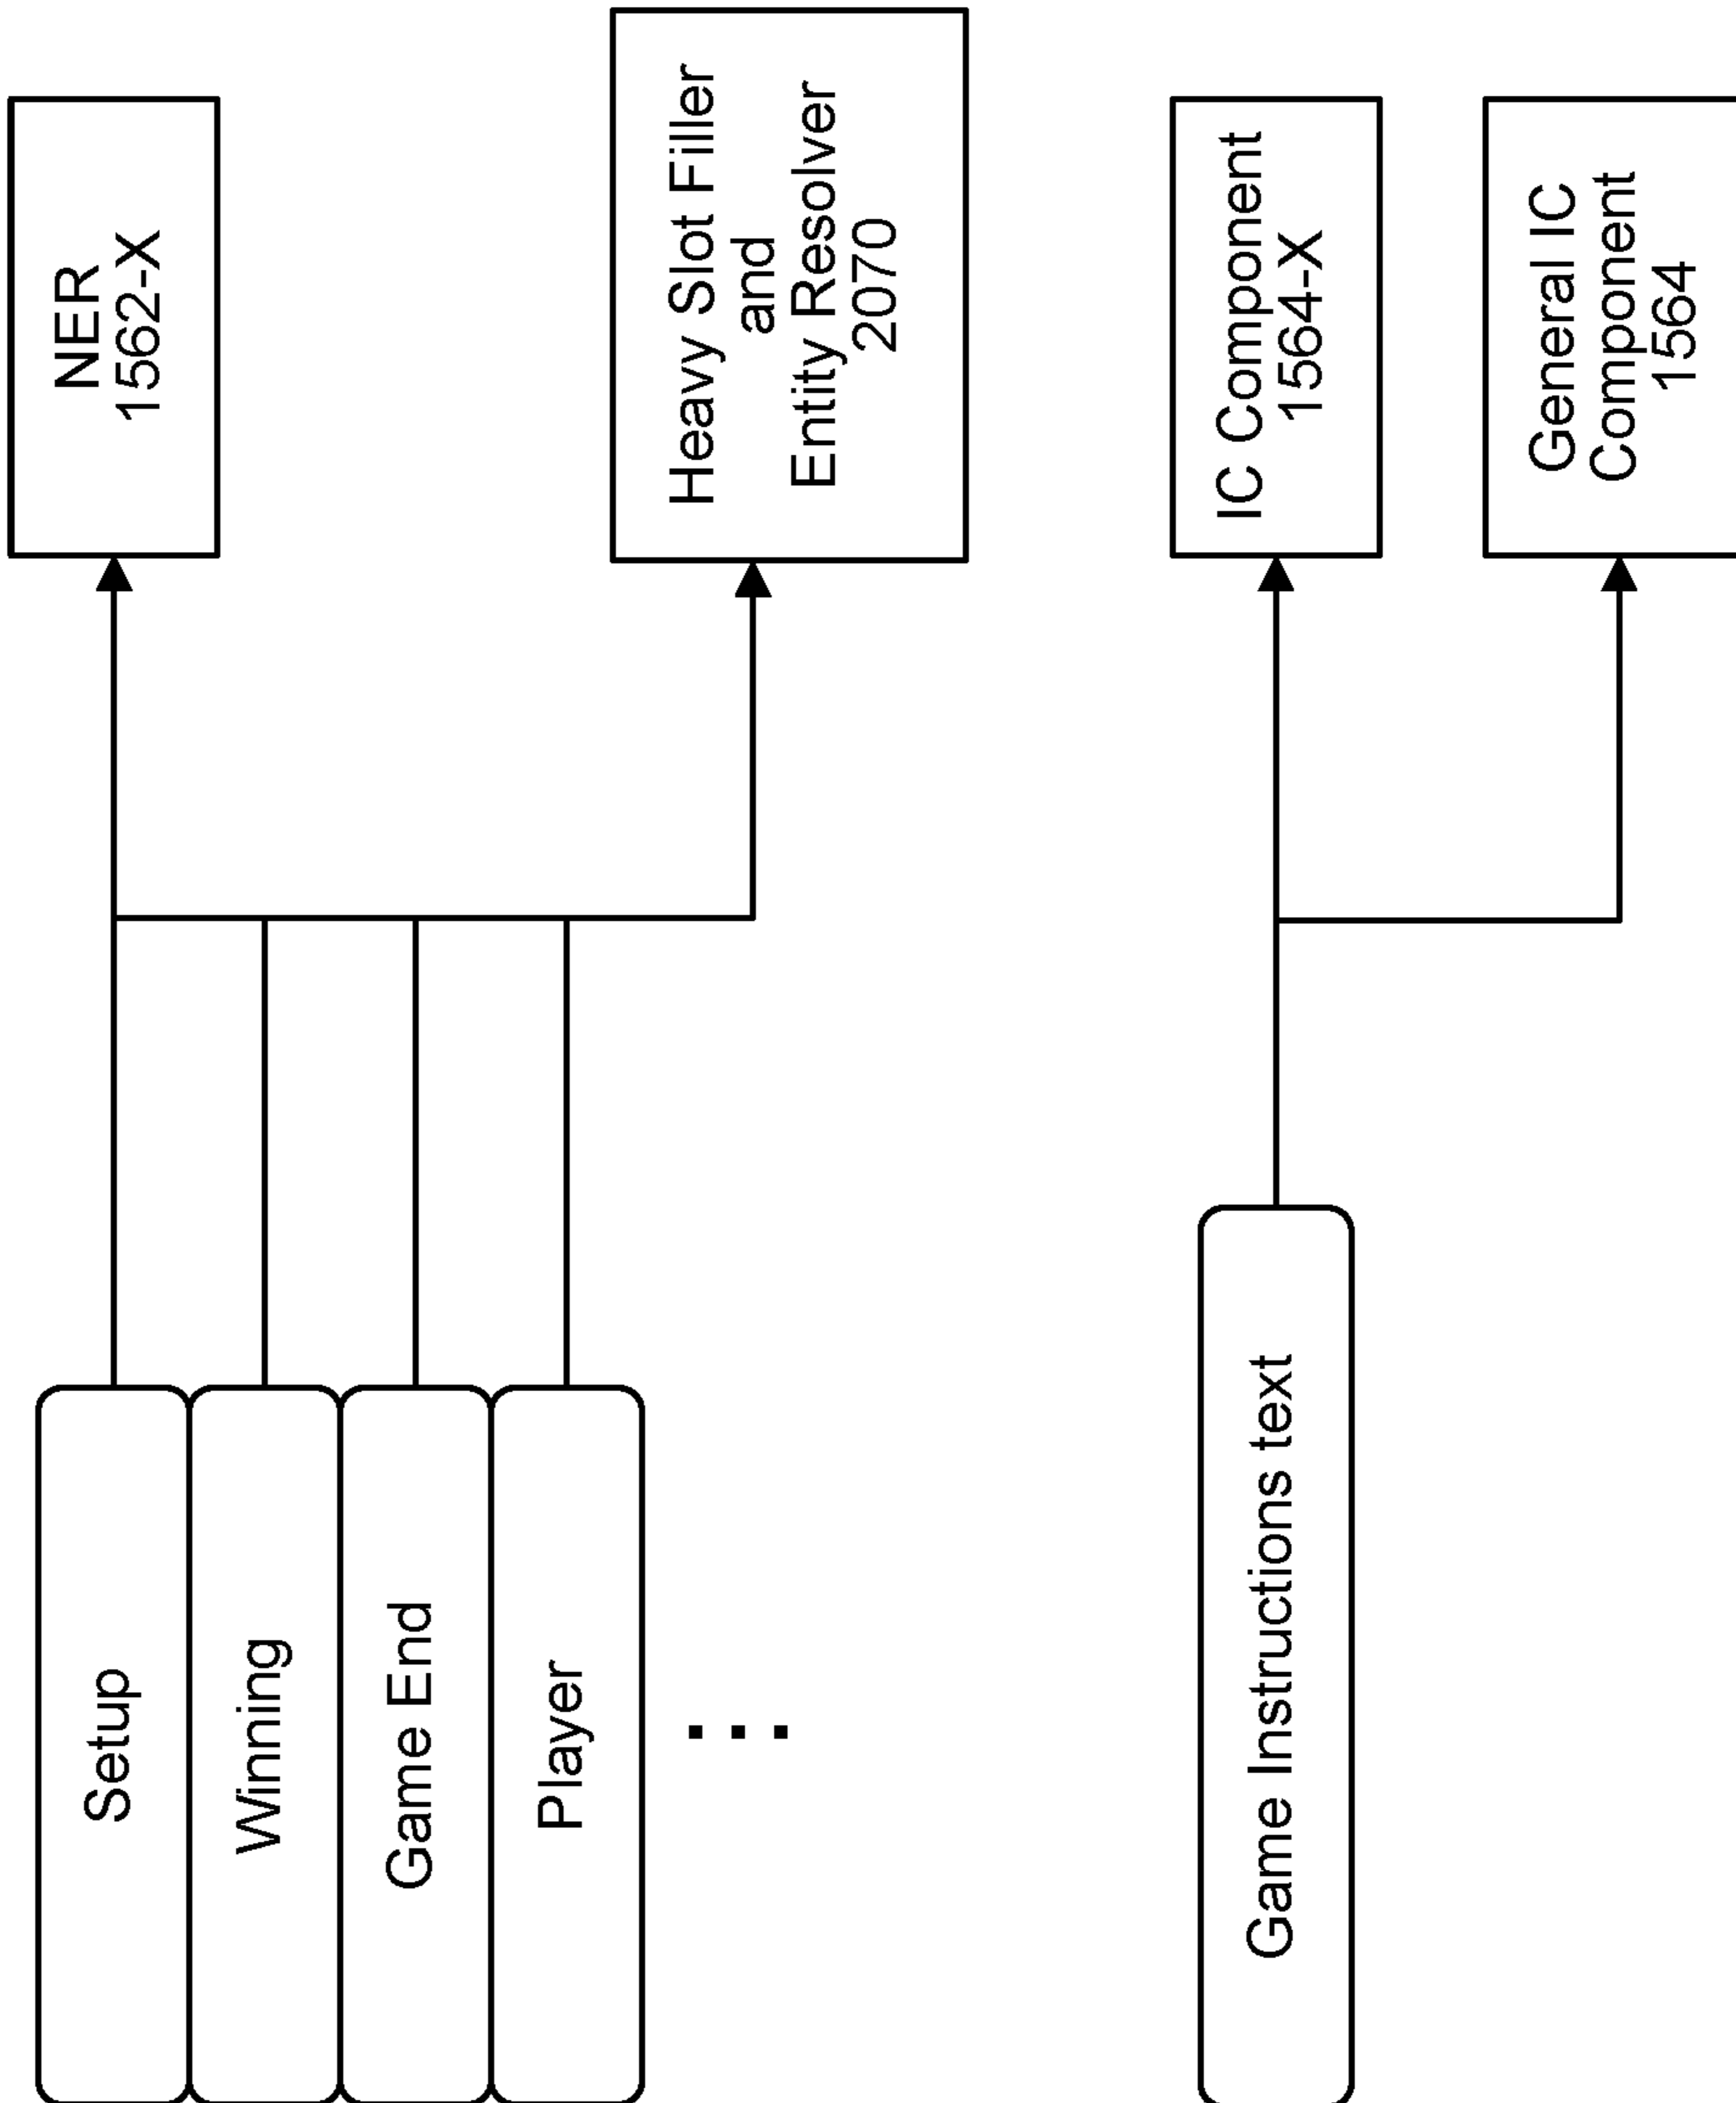 Setup
Winning
Game End
Player
NER
1562-X
Heavy Slot Filler
and
Entity Resolver
2070
Game Instructions text
IC Component
1564-X
General IC
Component
1564